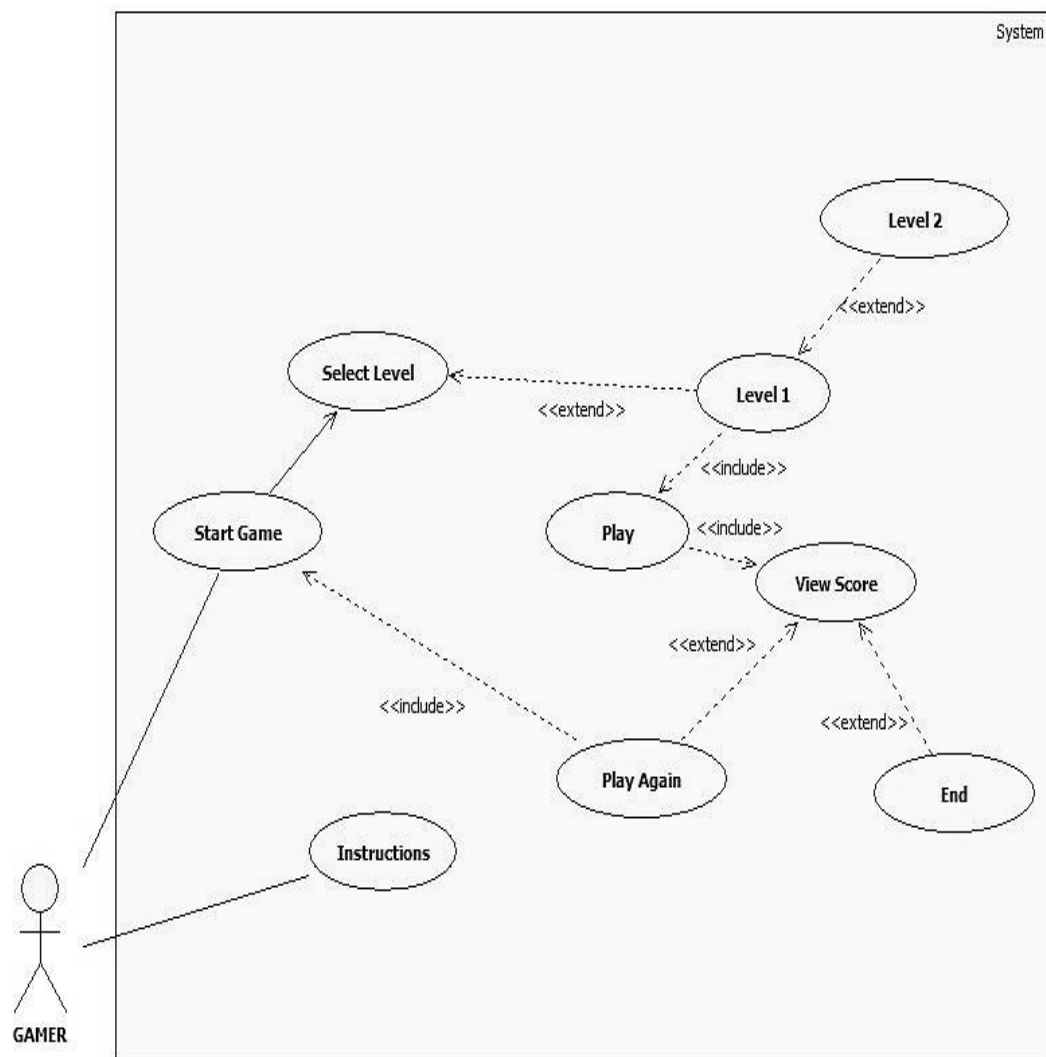 System
Level 2
<<extend>>
Select Level
Level 1
<<extend>>
<<include>>
Start Game
Play
<<include>>
View Score
<<extend>>
<<include>>
<<extend>>
Play Again
End
Instructions
GAMER